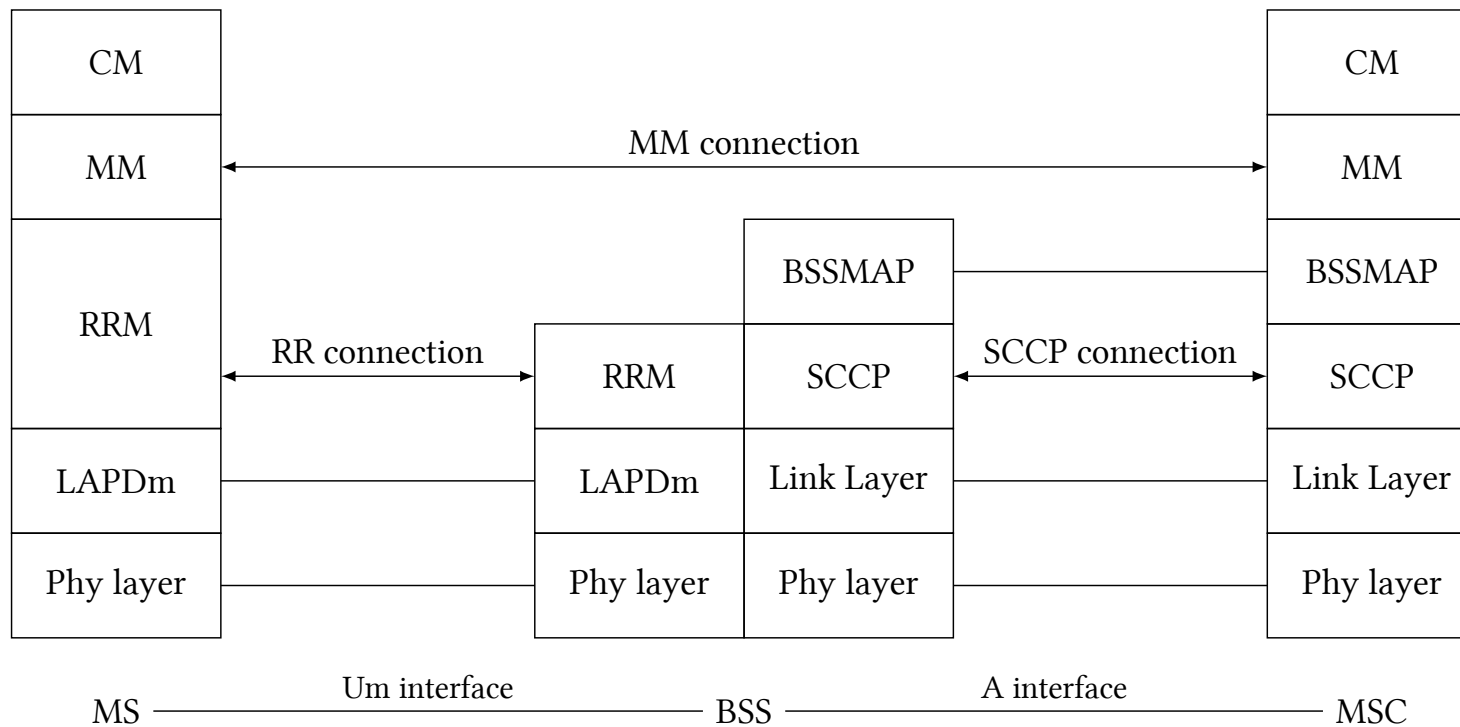 CM
CM
MM connection
MM
MM
BSSMAP
BSSMAP
RRM
RR connection
SCCP connection
RRM
SCCP
SCCP
LAPDm
LAPDm
Link Layer
Link Layer
Phy layer
Phy layer
Phy layer
Phy layer
Um interface
A interface
MS
BSS
MSC